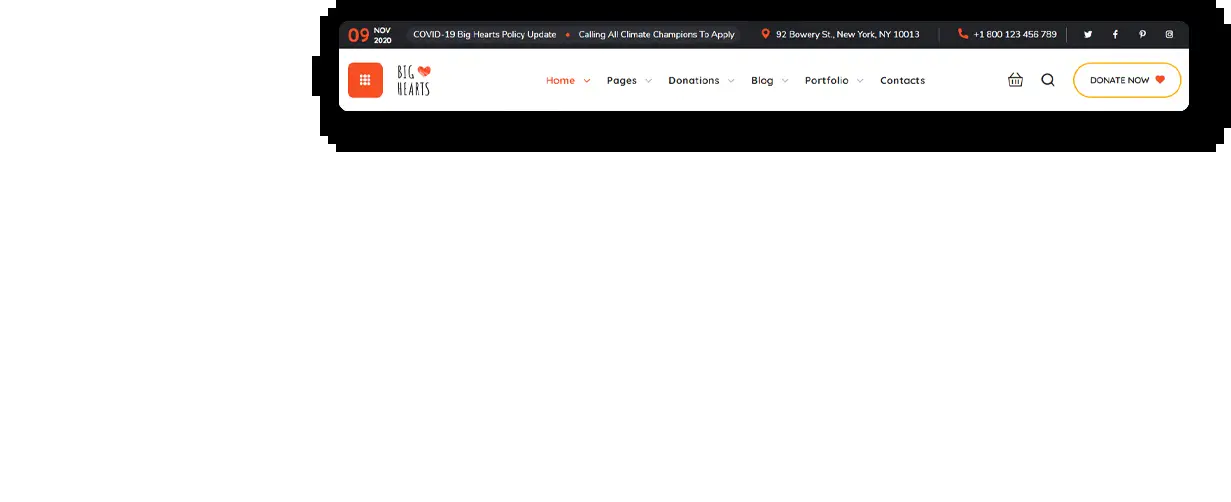 09 NOV 2020
COVID-19 Big Hearts Policy Update
Calling All Climate Champions To Apply
92 Bowery St., New York, NY 10013
+1 800 123 456 789
BIG
HEARTS
Home
Pages
Donations
Blog
Portfolio
Contacts
DONATE NOW